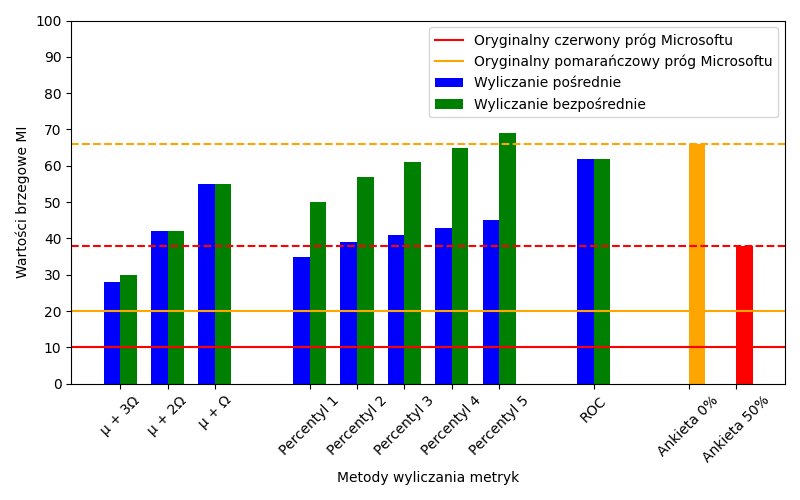 Oryginalny czerwony próg Microsoftu
Oryginalny pomarańczowy próg Microsoftu
Wyliczanie pośrednie
Wyliczanie bezpośrednie
Wartości brzegowe MI
100
90
80
70
60
50
40
30
20
10
0
μ + 3Ω
μ + 2Ω
μ + Ω
Percentyl 1
Percentyl 2
Percentyl 3
Percentyl 4
Percentyl 5
ROC
Ankieta 0%
Ankieta 50%
Metody wyliczania metryk